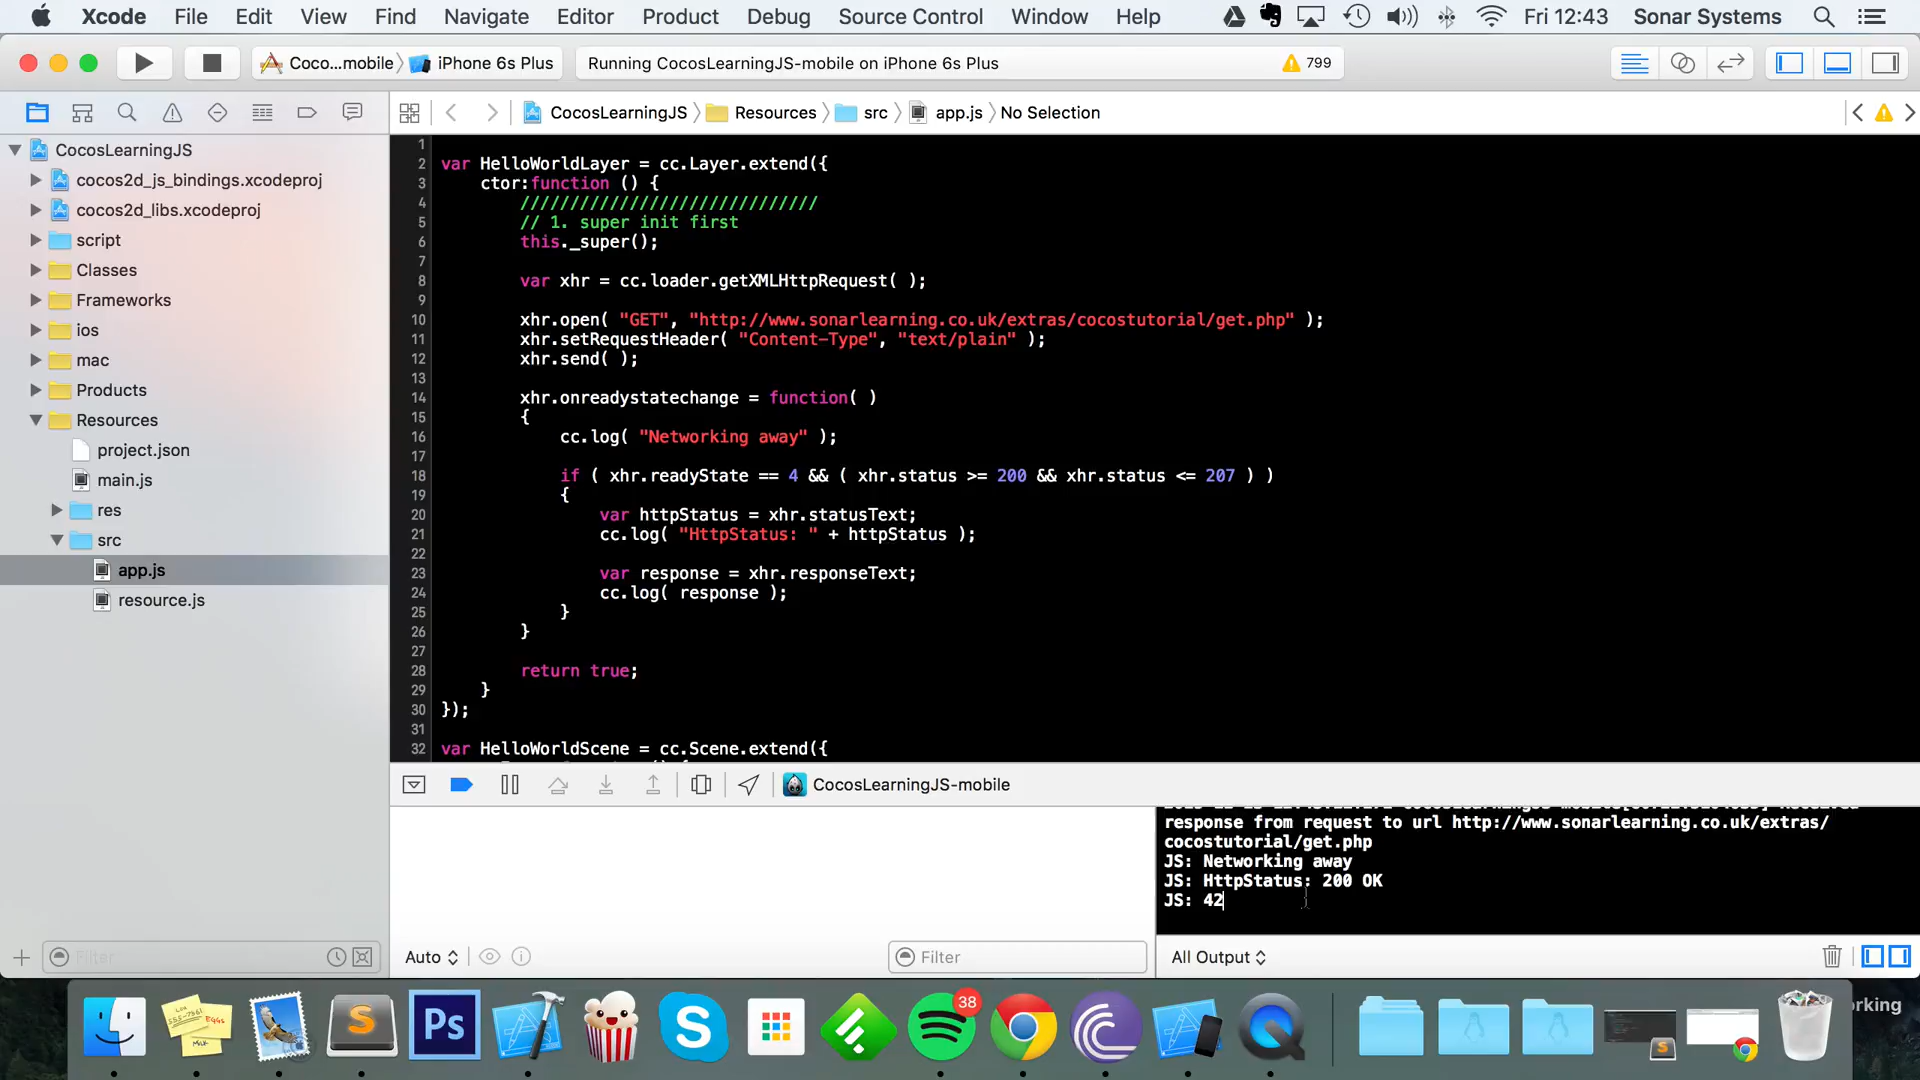 Xcode File Edit View Find Navigate Editor Product Debug Source Control Window Help Fri 12:43 Sonar Systems
Coco...mobile iPhone 6s Plus Running CocosLearningJS-mobile on iPhone 6s Plus 799
CocosLearningJS Resources src app.js No Selection
CocosLearningJS
cocos2d_js_bindings.xcodeproj
cocos2d_libs.xcodeproj
script
Classes
Frameworks
ios
mac
Products
Resources
project.json
main.js
res
src
app.js
resource.js
Filter
1
2 var HelloWorldLayer = cc.Layer.extend({
3 ctor:function () {
4 //////////////////////////////
5 // 1. super init first
6 this._super();
7
8 var xhr = cc.loader.getXMLHttpRequest( );
9
10 xhr.open( "GET", "http://www.sonarlearning.co.uk/extras/cocostutorial/get.php" );
11 xhr.setRequestHeader( "Content-Type", "text/plain" );
12 xhr.send( );
13
14 xhr.onreadystatechange = function( )
15 {
16 cc.log( "Networking away" );
17
18 if ( xhr.readyState == 4 && ( xhr.status >= 200 && xhr.status <= 207 ) )
19 {
20 var httpStatus = xhr.statusText;
21 cc.log( "HttpStatus: " + httpStatus );
22
23 var response = xhr.responseText;
24 cc.log( response );
25 }
26 }
27
28 return true;
29 }
30 });
31
32 var HelloWorldScene = cc.Scene.extend({
CocosLearningJS-mobile
response from request to url http://www.sonarlearning.co.uk/extras/
cocostutorial/get.php
JS: Networking away
JS: HttpStatus: 200 OK
JS: 42
Auto Filter All Output
EGGS
MILK
S
Ps
38
S